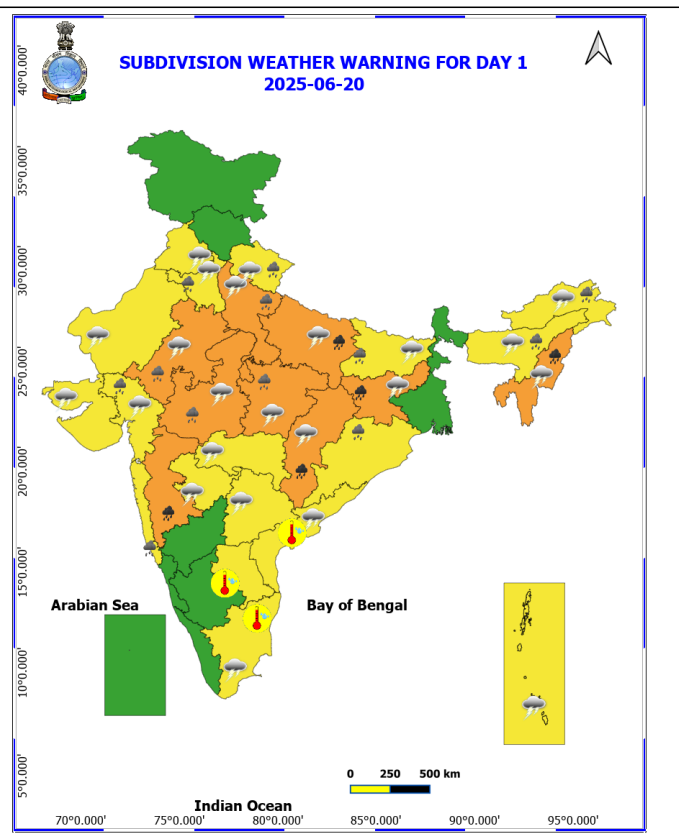 SUBDIVISION WEATHER WARNING FOR DAY 1
2025-06-20
40°0.000'
35°0.000'
30°0.000'
25°0.000'
20°0.000'
15°0.000'
10°0.000'
5°0.000'
Arabian Sea
Bay of Bengal
0 250 500 km
Indian Ocean
70°0.000' 75°0.000' 80°0.000' 85°0.000' 90°0.000' 95°0.000'